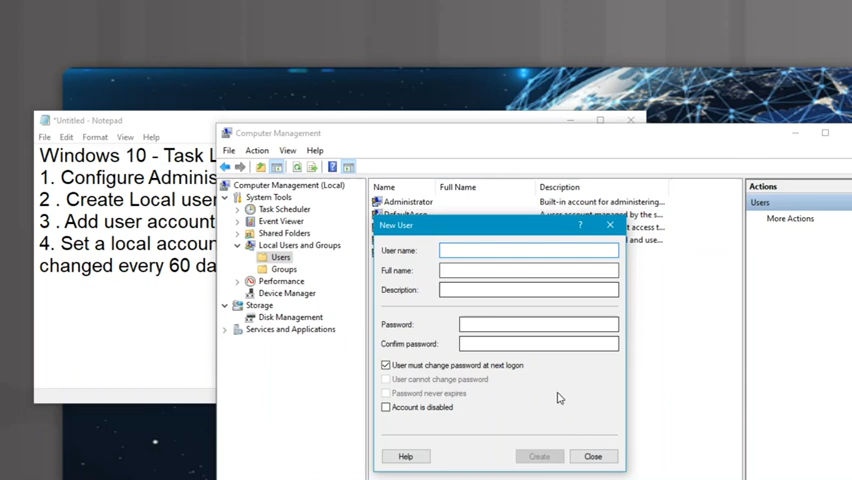 *Untitled - Notepad
File Edit Format View Help
Windows 10 - Task L
1. Configure Adminis
2 . Create Local user
3 . Add user account
4. Set a local accoun
changed every 60 da
Computer Management
File Action View Help
Computer Management (Local)
System Tools
Task Scheduler
Event Viewer
Shared Folders
Local Users and Groups
Users
Groups
Performance
Device Manager
Storage
Disk Management
Services and Applications
Name Full Name Description
Administrator Built-in account for administering...
A user account managed by the s...
Actions
Users
More Actions
New User
User name:
Full name:
Description:
Password:
Confirm password:
User must change password at next logon
User cannot change password
Password never expires
Account is disabled
Help Create Close